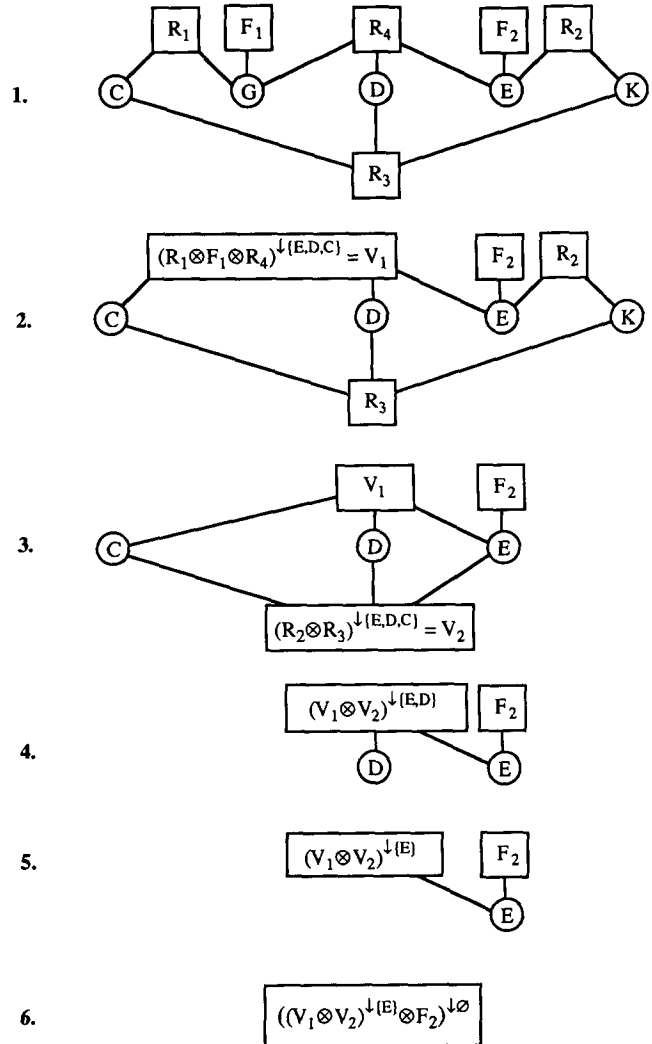 R₁ F₁ R₄ F₂ R₂
1. C G D E K
R₃
(R₁⊗F₁⊗R₄)↓{E,D,C} = V₁ F₂ R₂
2. C D E K
R₃
V₁ F₂
3. C D E
(R₂⊗R₃)↓{E,D,C} = V₂
(V₁⊗V₂)↓{E,D} F₂
4. D E
5. (V₁⊗V₂)↓{E} F₂
E
6. ((V₁⊗V₂)↓{E}⊗F₂)↓∅